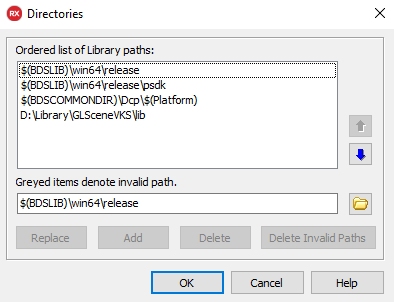 RX Directories
Ordered list of Library paths:
$(BDSLIB)\win64\release
$(BDSLIB)\win64\release\psdk
$(BDSCOMMONDIR)\Dcp\$(Platform)
D:\Library\GLSceneVKS\lib
Greyed items denote invalid path.
$(BDSLIB)\win64\release
Replace Add Delete Delete Invalid Paths
OK Cancel Help